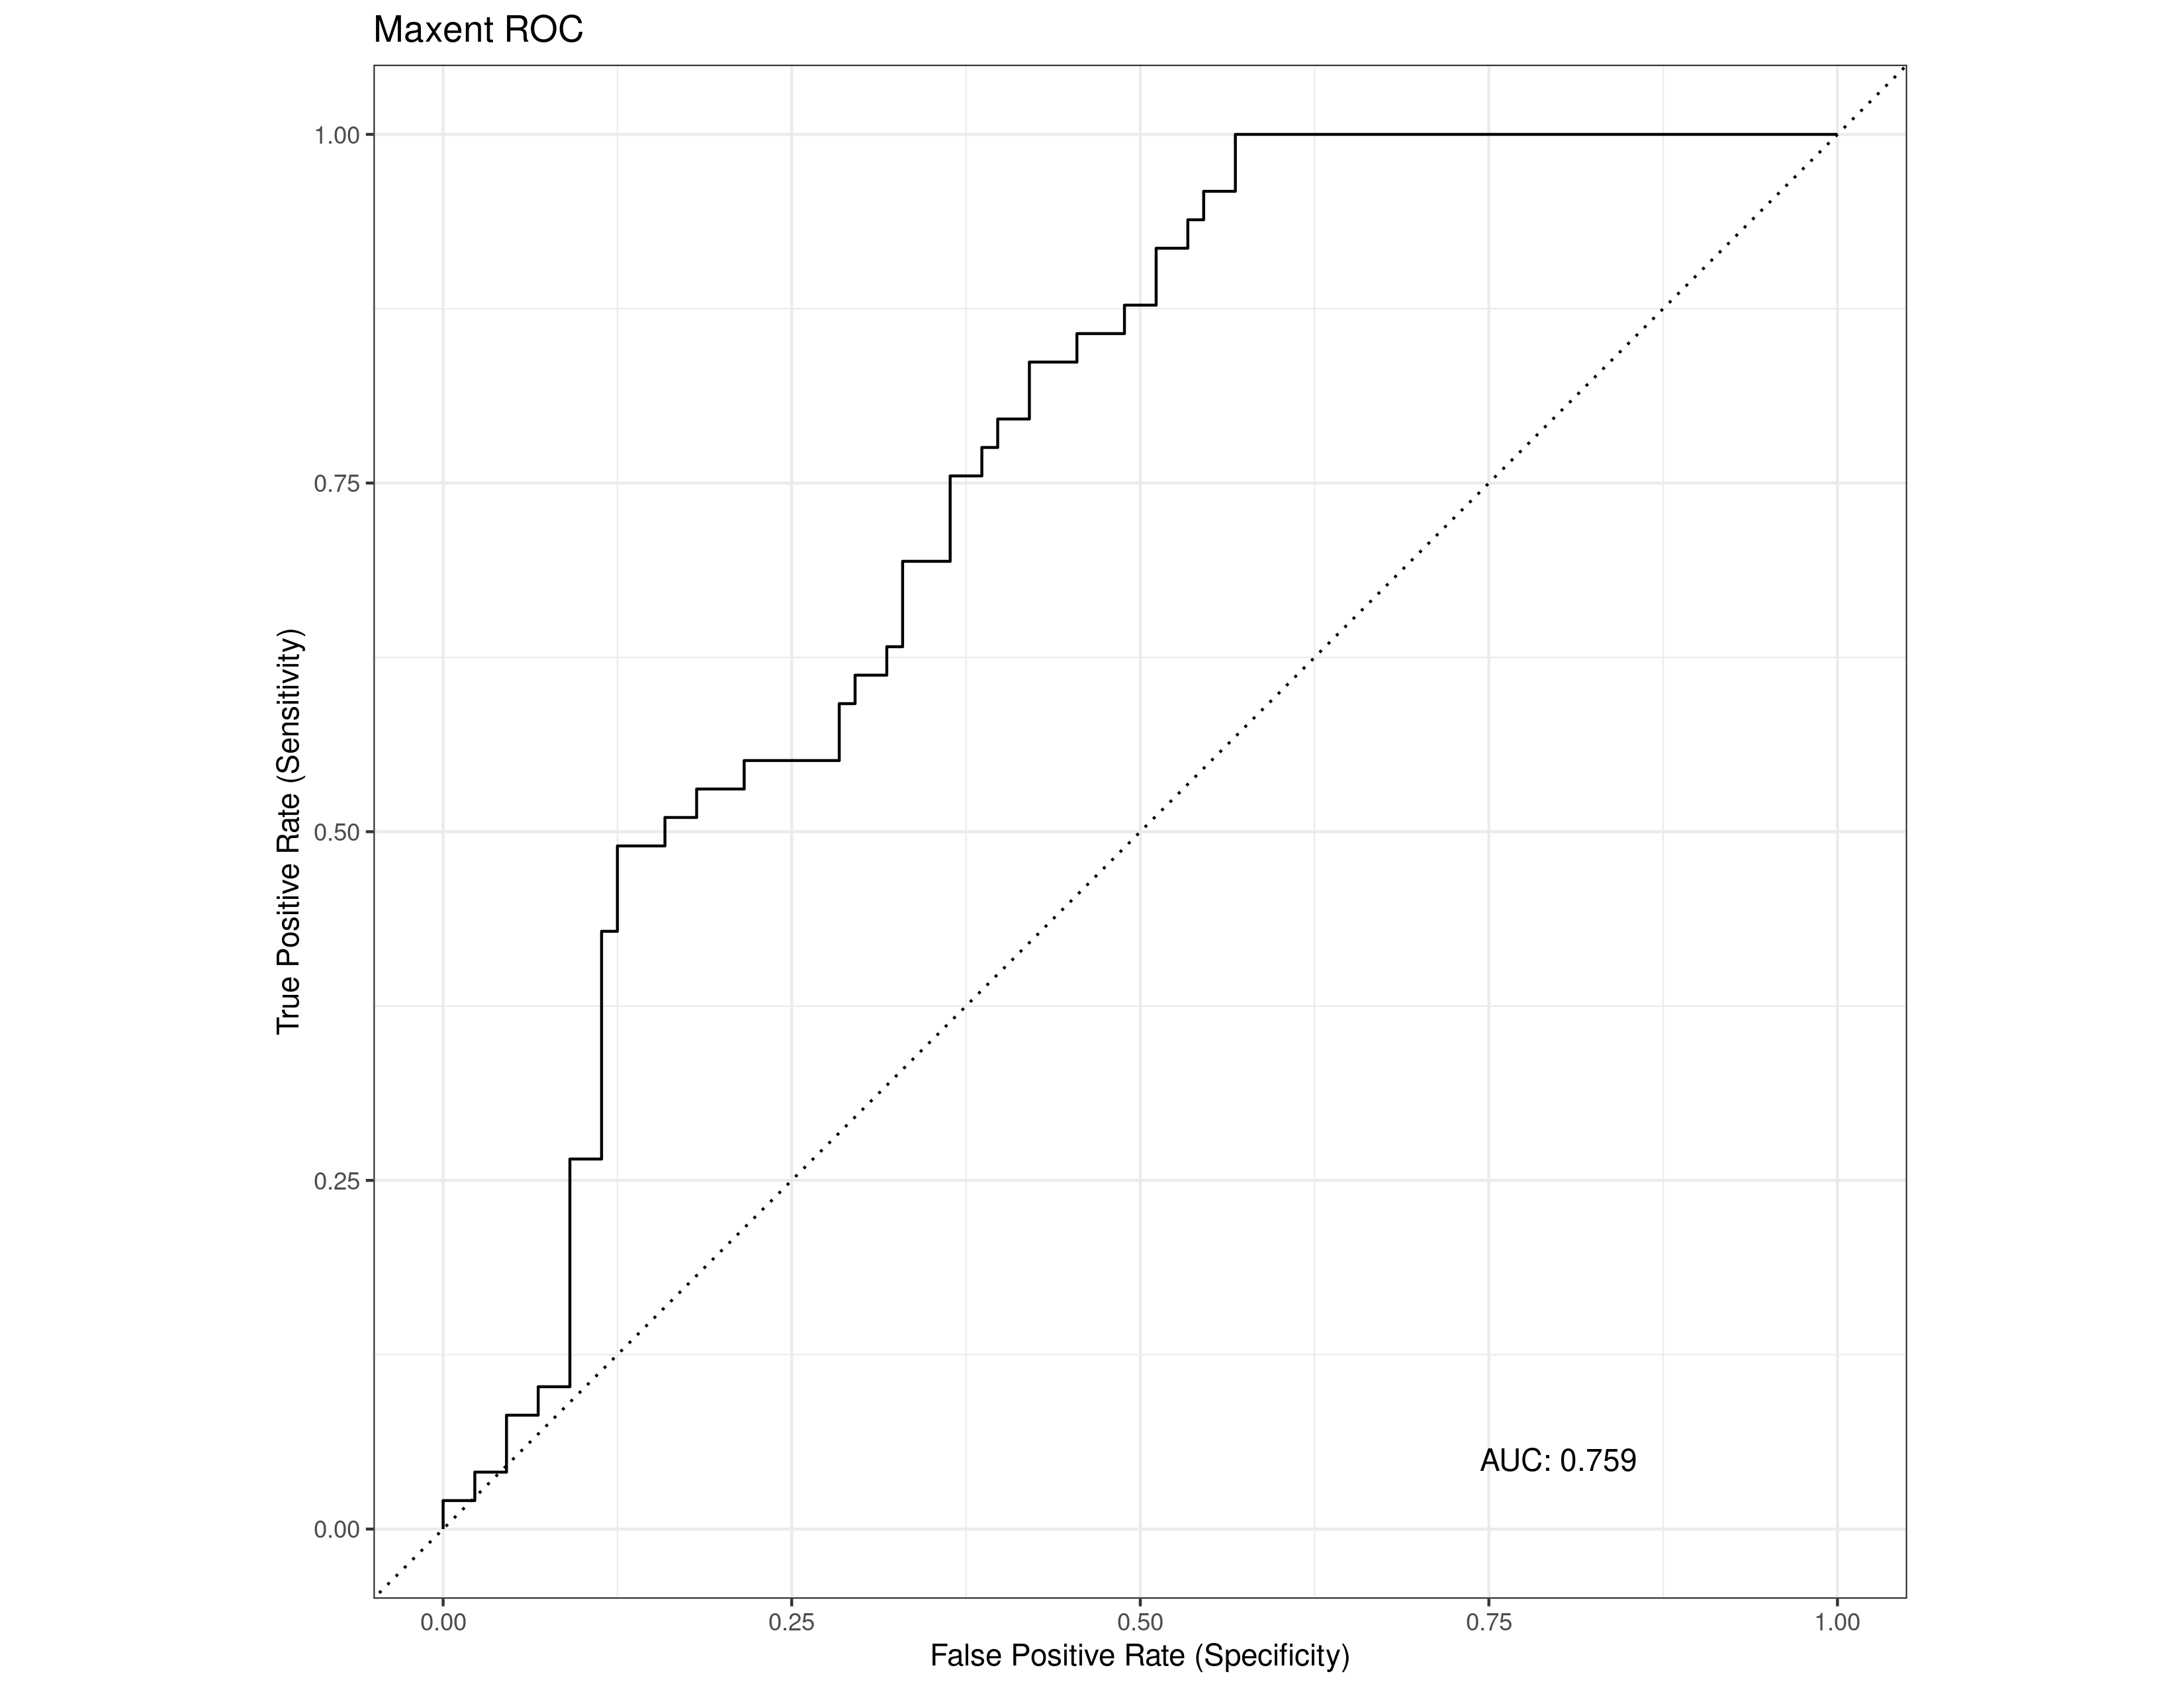 Maxent ROC
True Positive Rate (Sensitivity)
1.00
0.75
0.50
0.25
0.00
AUC: 0.759
0.00 0.25 0.50 0.75 1.00
False Positive Rate (Specificity)